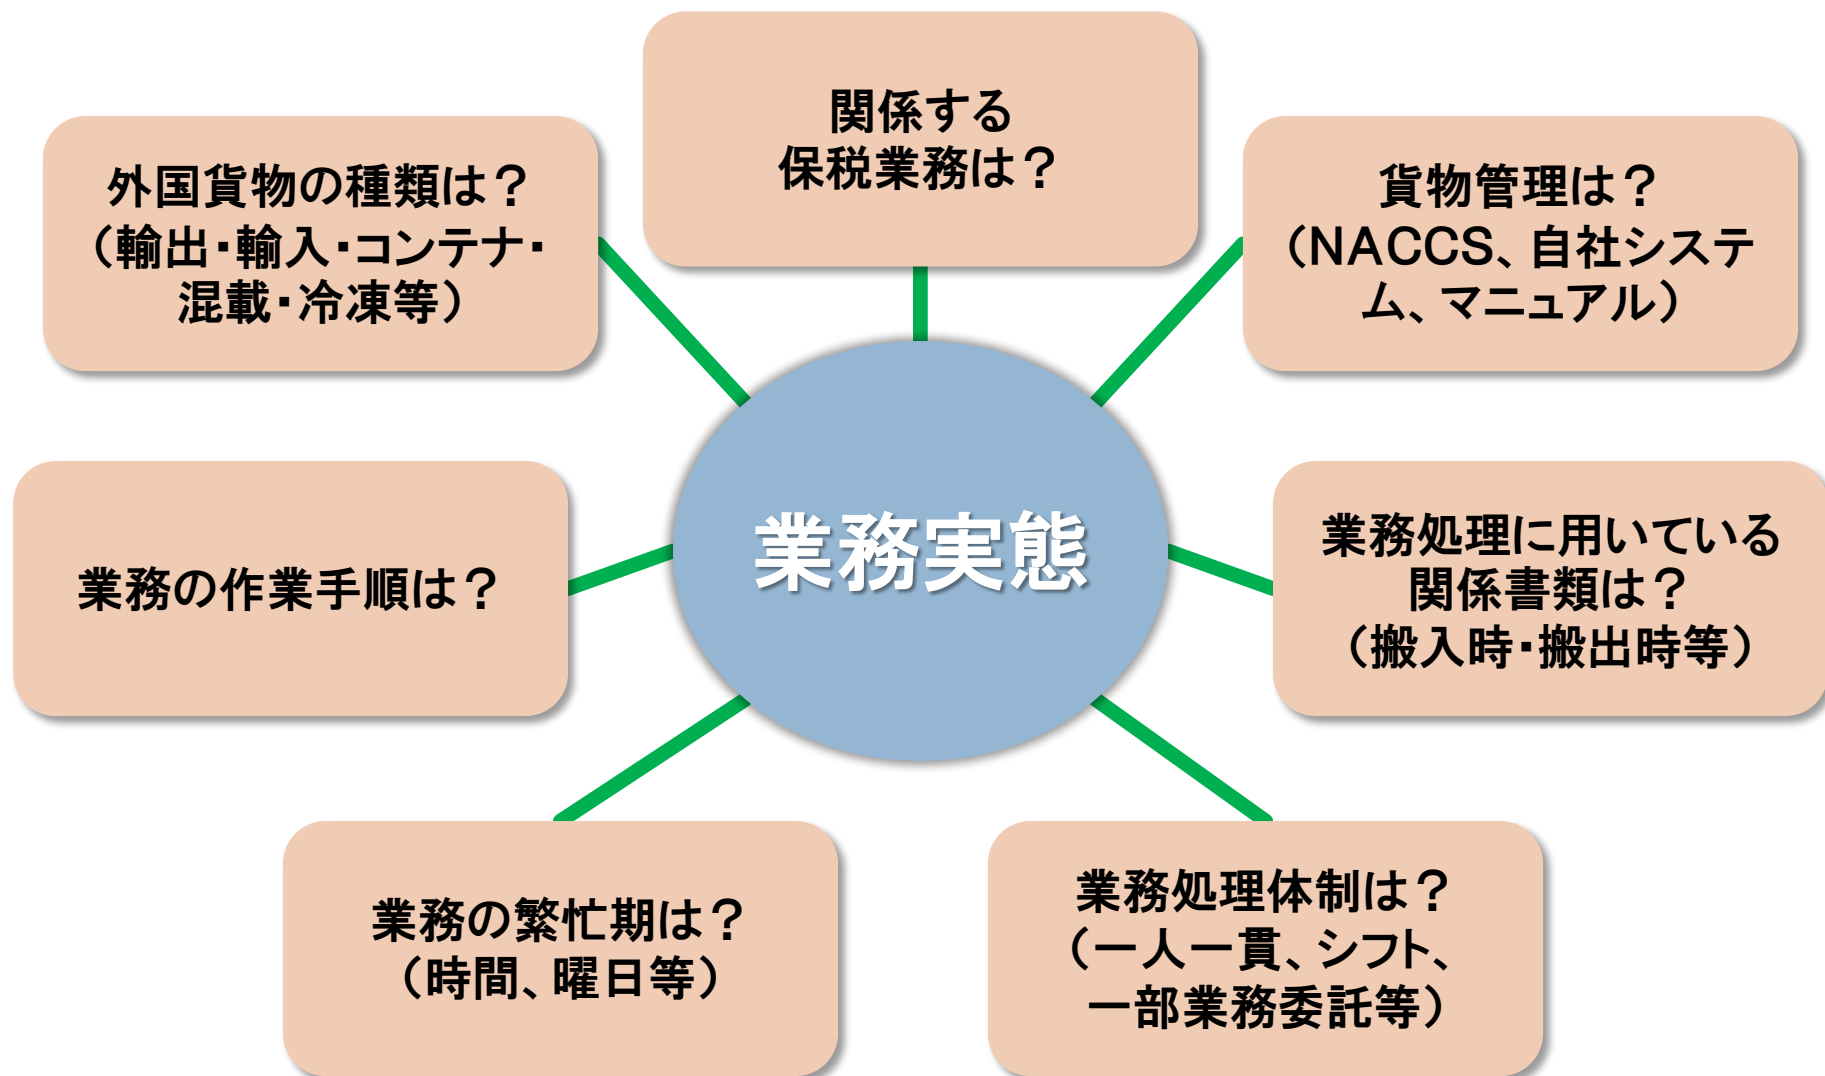 関係する
保税業務は？
外国貨物の種類は？
（輸出・輸入・コンテナ・
混載・冷凍等）
貨物管理は？
（NACCS、自社システ
ム、マニュアル）
業務実態
業務の作業手順は？
業務処理に用いている
関係書類は？
（搬入時・搬出時等）
業務の繁忙期は？
（時間、曜日等）
業務処理体制は？
（一人一貫、シフト、
一部業務委託等）